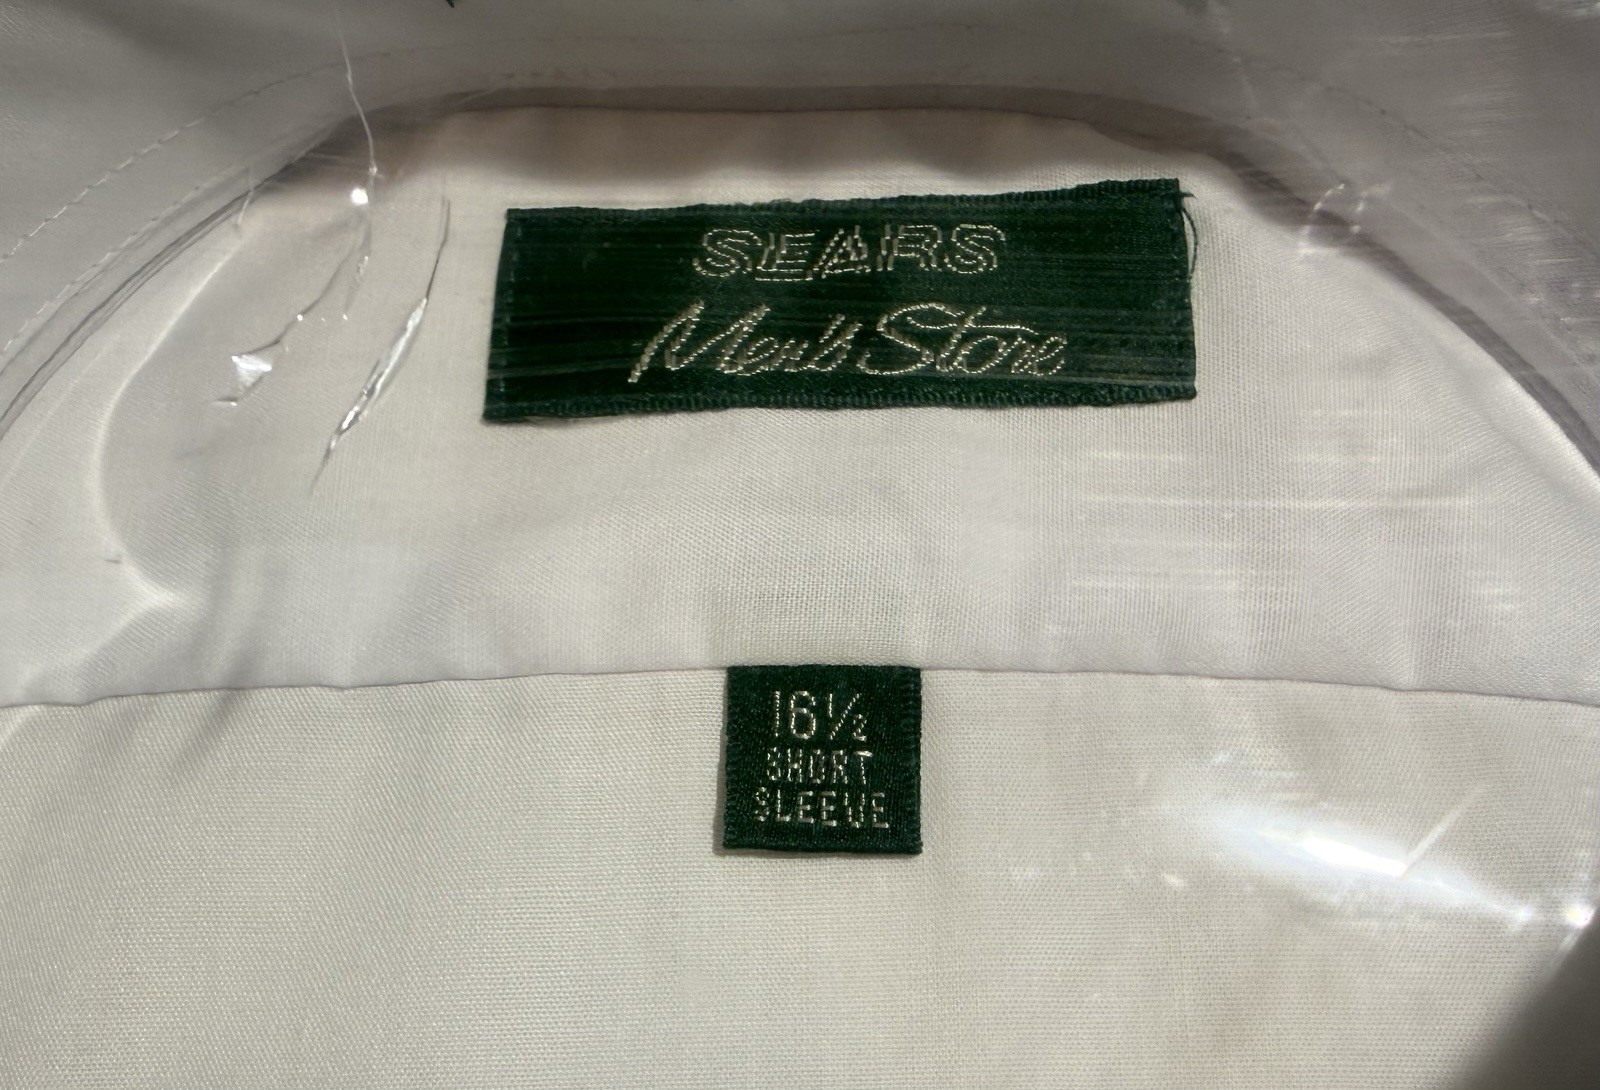 SEARS
Men's Store
16½
SHORT
SLEEVE